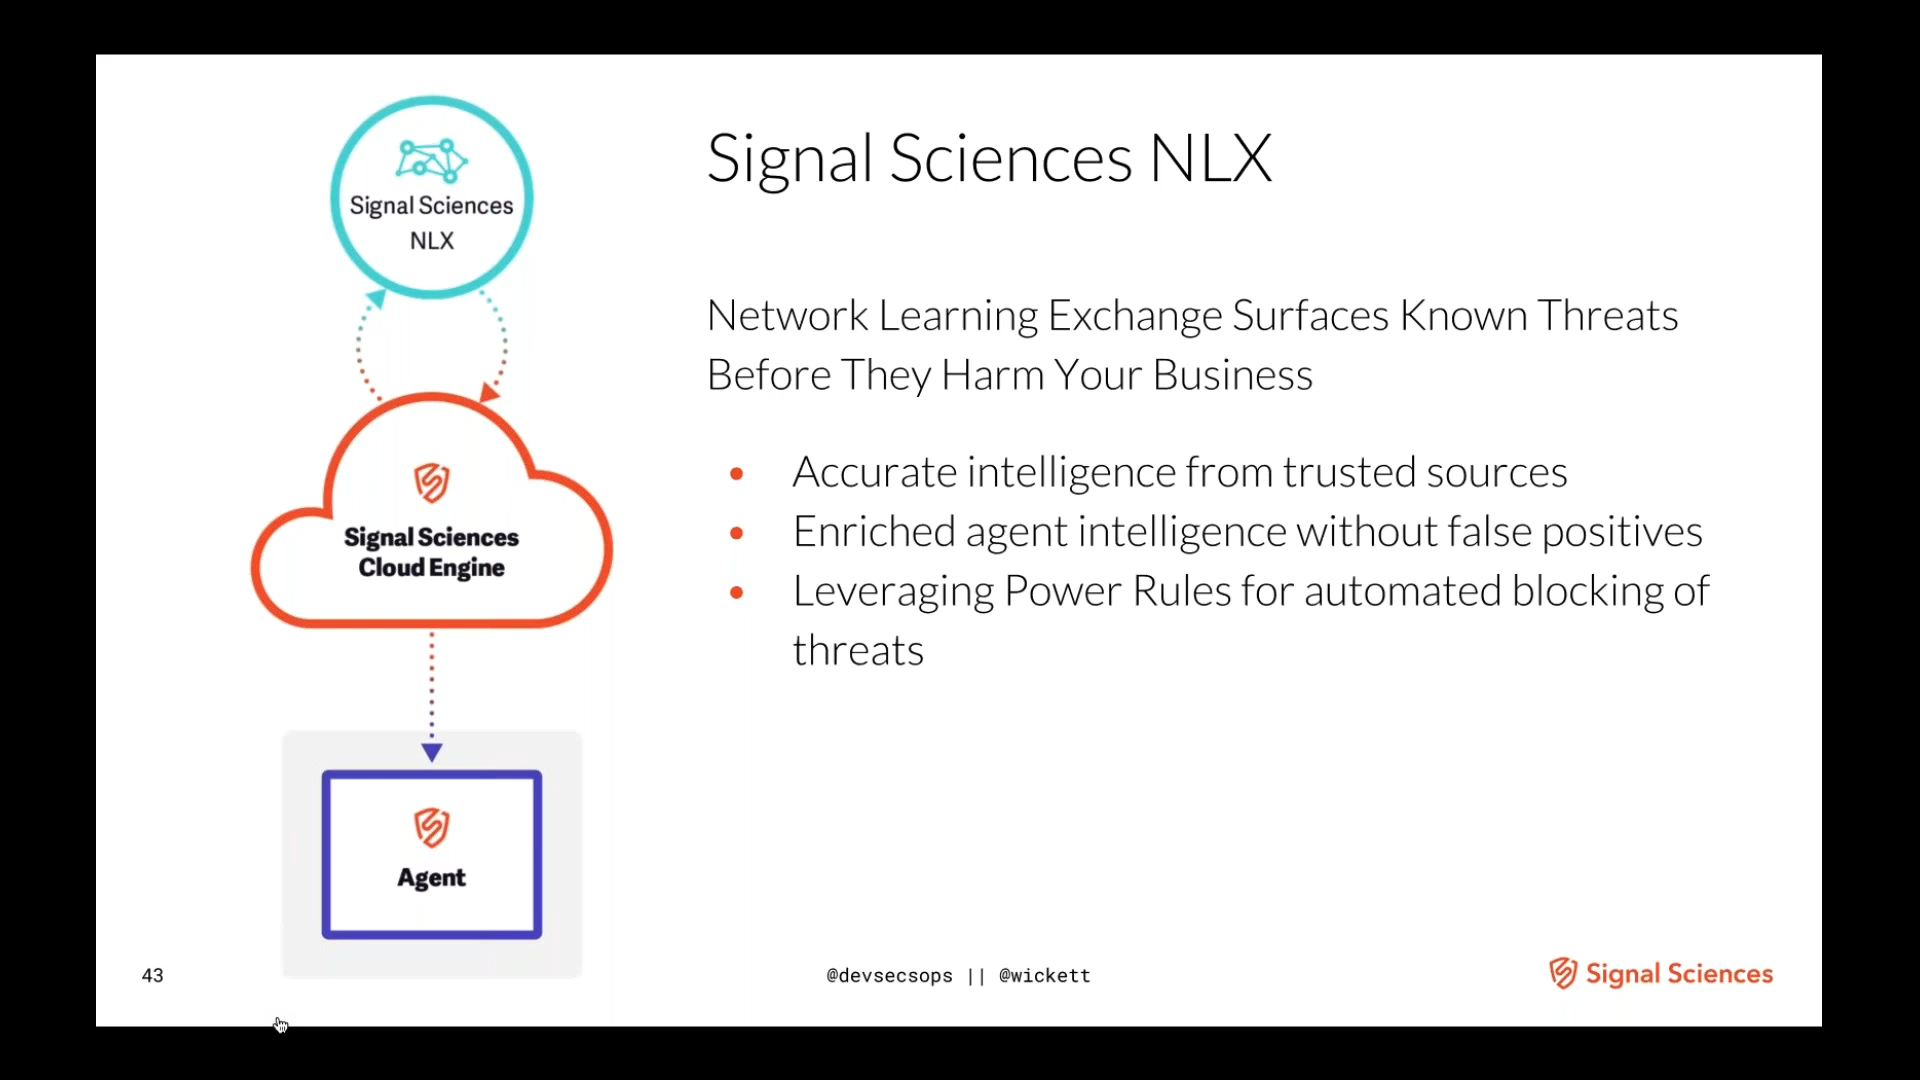 Signal Sciences
NLX
Signal Sciences
Cloud Engine
Agent
Signal Sciences NLX
Network Learning Exchange Surfaces Known Threats
Before They Harm Your Business
• Accurate intelligence from trusted sources
• Enriched agent intelligence without false positives
• Leveraging Power Rules for automated blocking of
threats
43
@devsecsops || @wickett
Signal Sciences